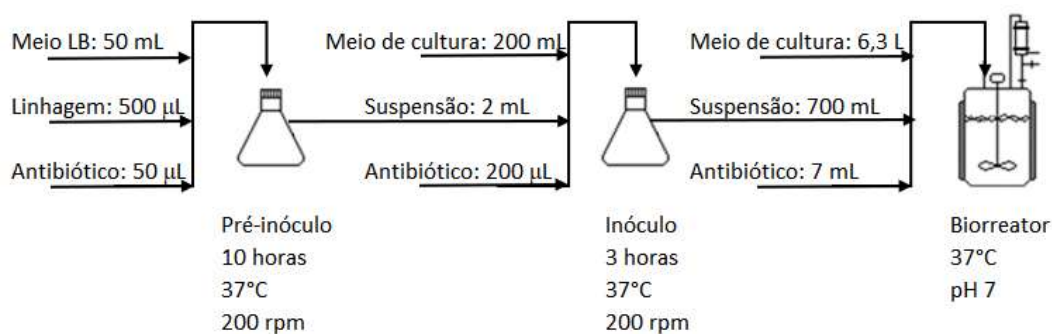 Meio LB: 50 mL
Linhagem: 500 µL
Antibiótico: 50 µL
Pré-inóculo
10 horas
37°C
200 rpm
Meio de cultura: 200 mL
Suspensão: 2 mL
Antibiótico: 200 µL
Inóculo
3 horas
37°C
200 rpm
Meio de cultura: 6,3 L
Suspensão: 700 mL
Antibiótico: 7 mL
Biorreator
37°C
pH 7